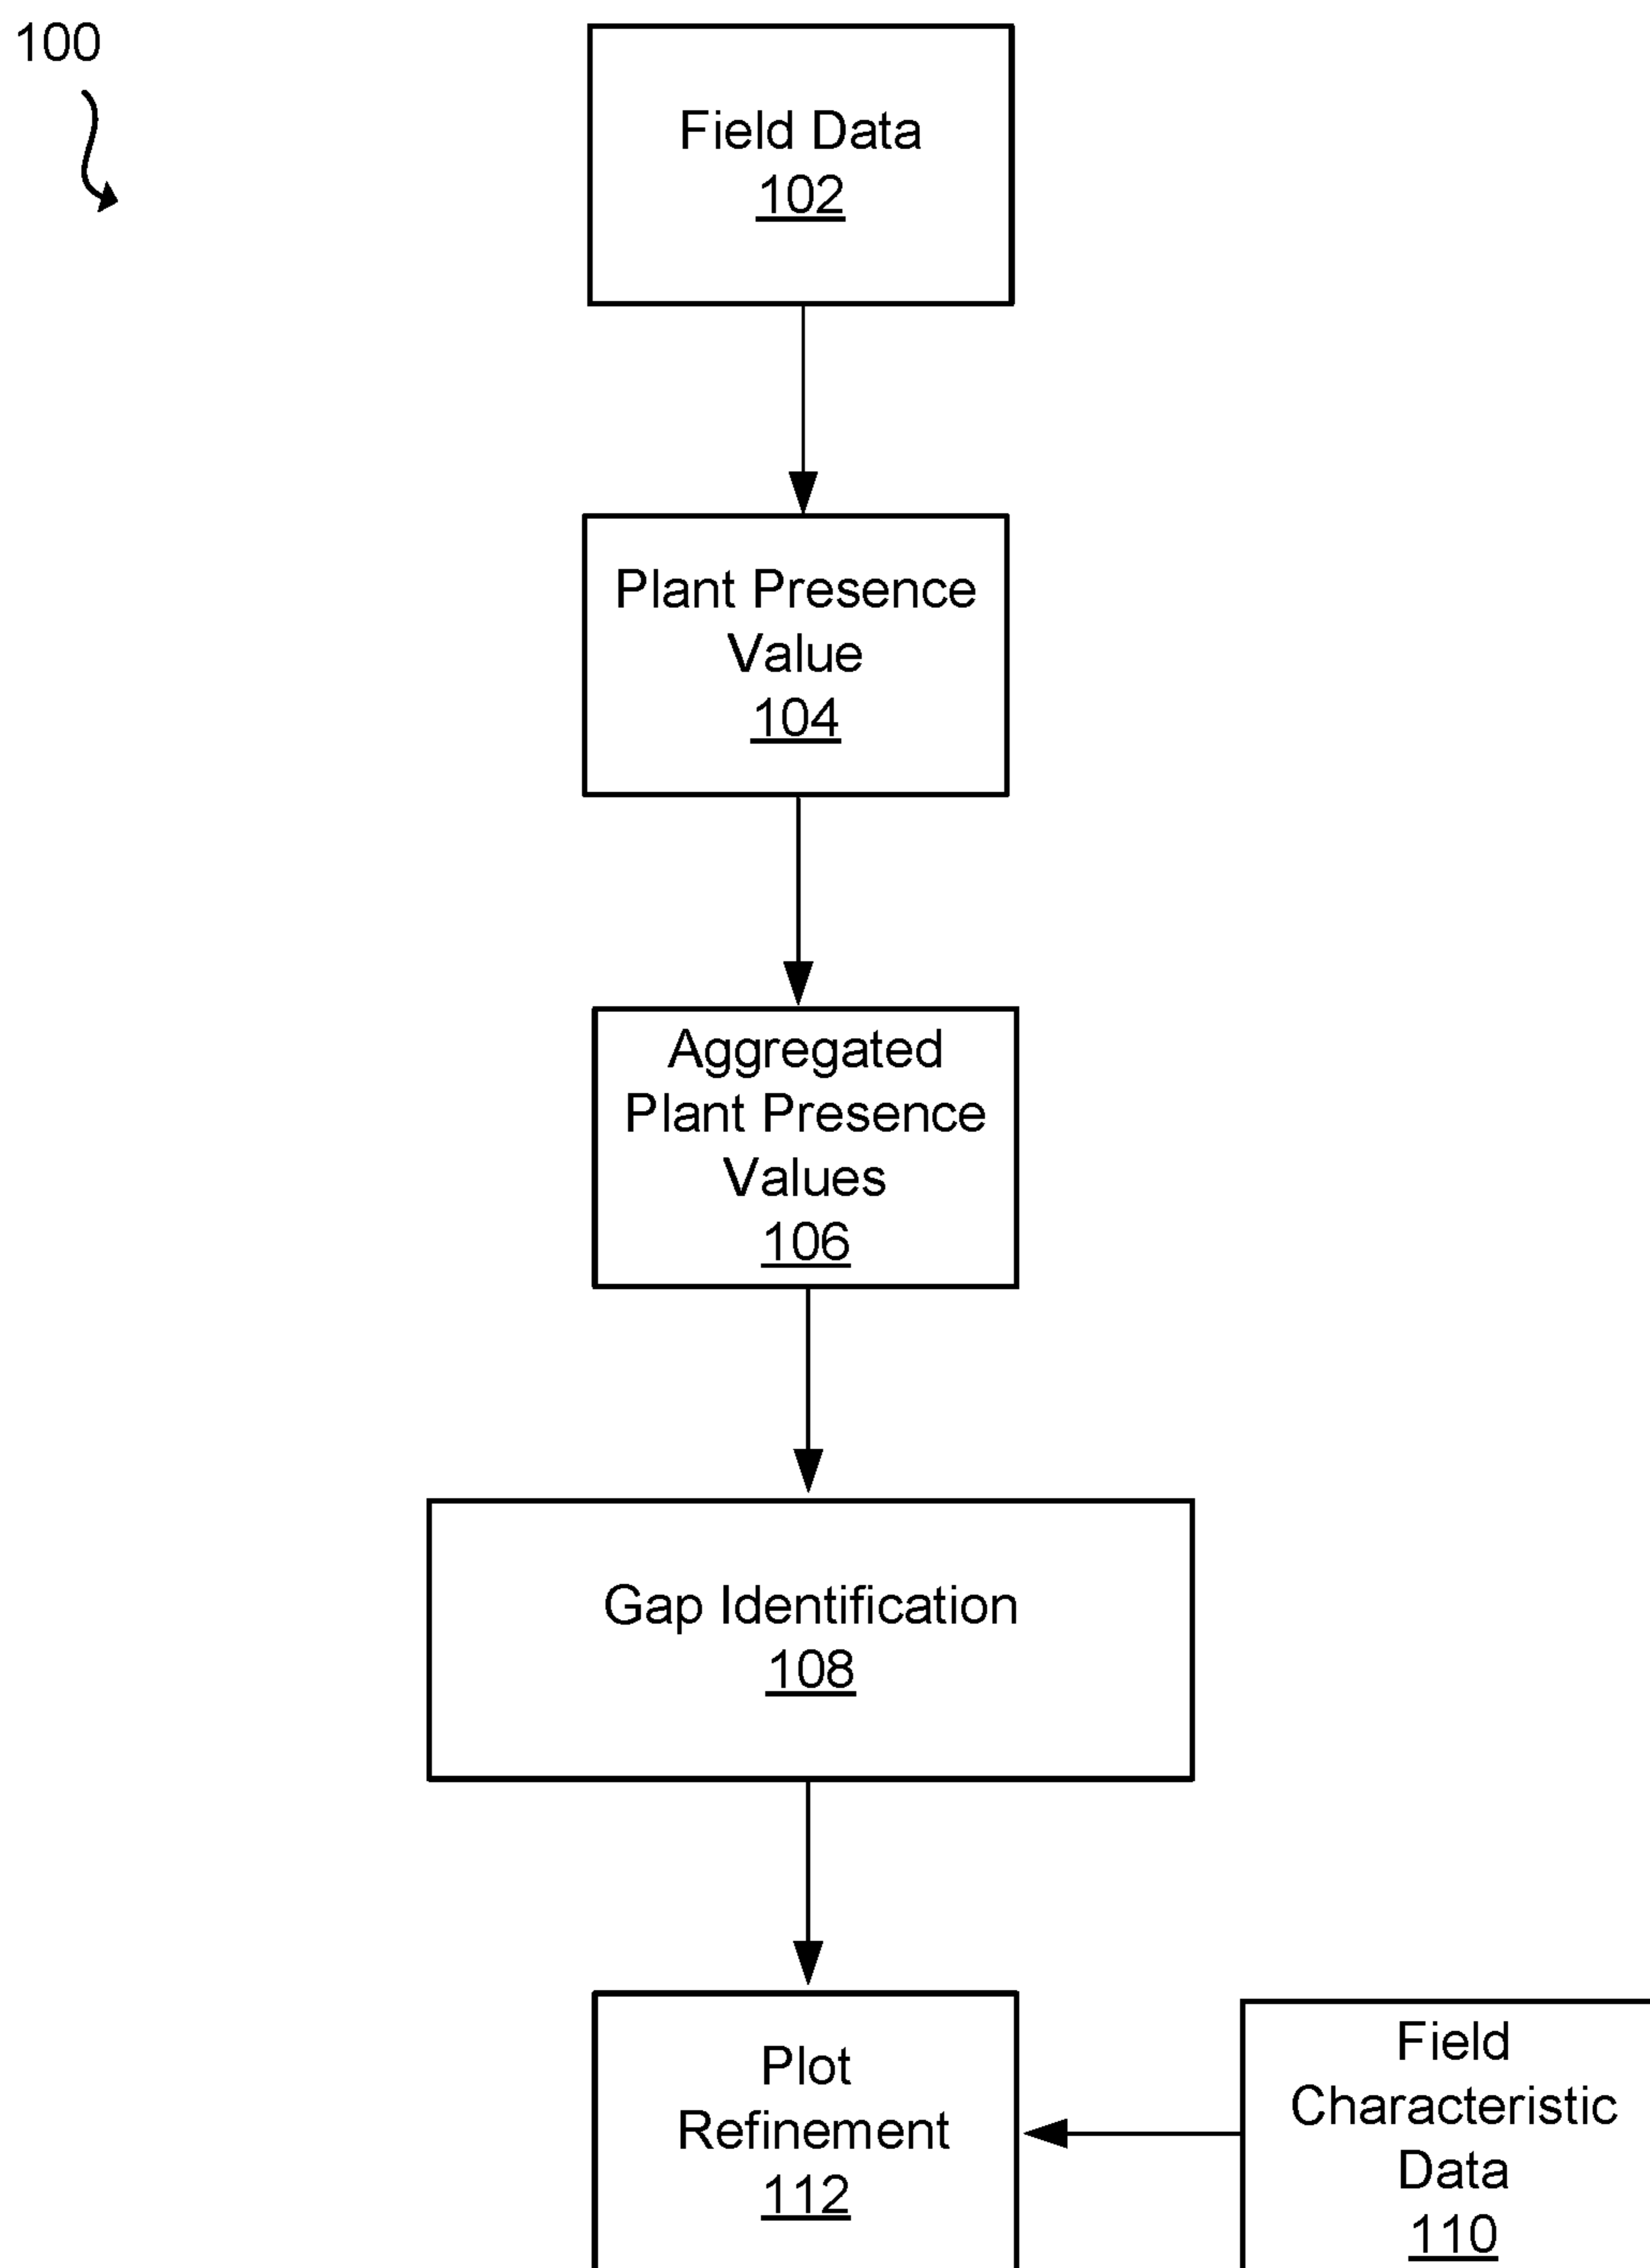 100
Field Data
102
Plant Presence
Value
104
Aggregated
Plant Presence
Values
106
Gap Identification
108
Plot
Refinement
112
Field
Characteristic
Data
110